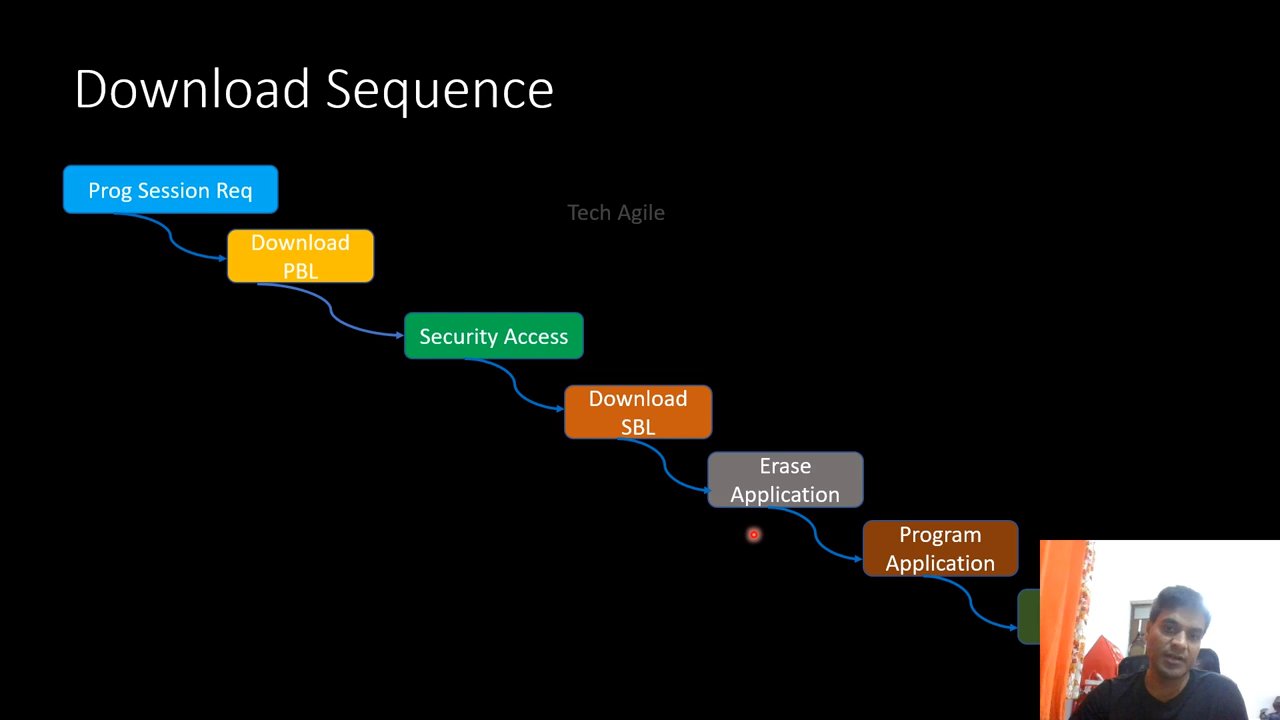 Download Sequence
Prog Session Req
Tech Agile
Download
PBL
Security Access
Download
SBL
Erase
Application
Program
Application